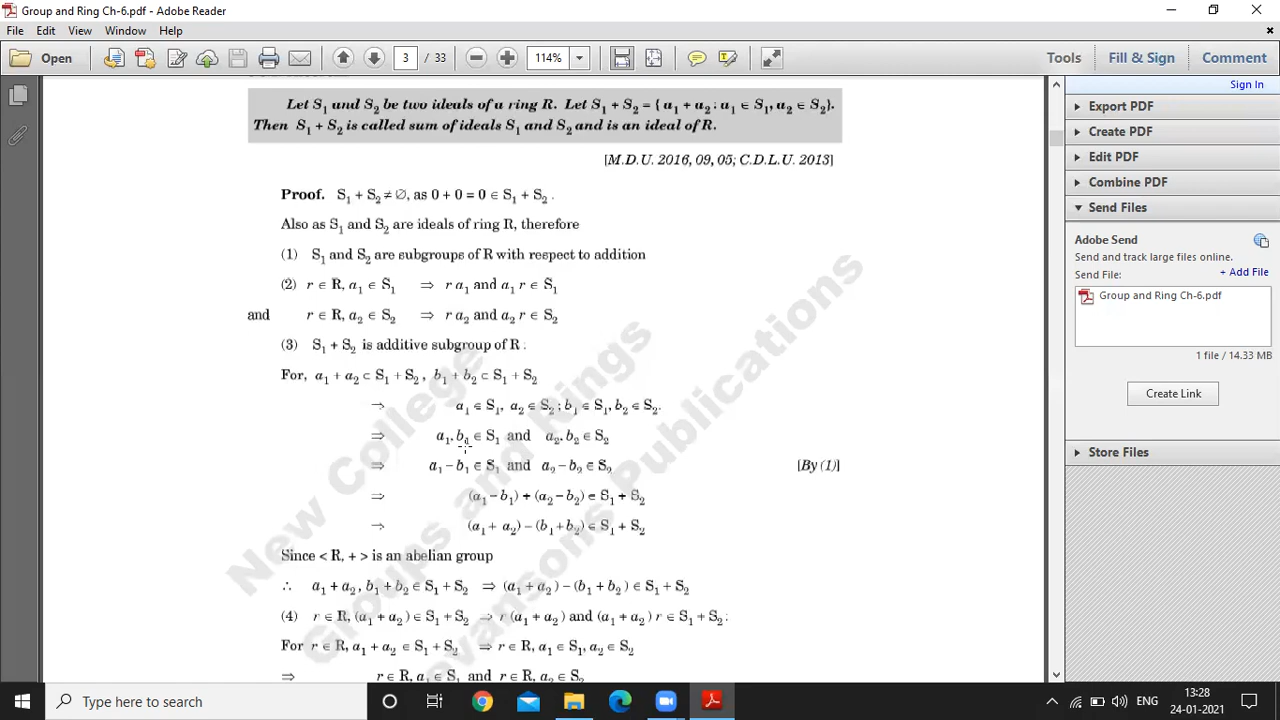 Group and Ring Ch-6.pdf - Adobe Reader
File Edit View Window Help
Open 3 / 33 114% Tools Fill & Sign Comment
Sign In
Export PDF
Create PDF
Edit PDF
Combine PDF
Send Files
Adobe Send
Send and track large files online.
Send File: + Add File
Group and Ring Ch-6.pdf
1 file / 14.33 MB
Create Link
Store Files
Let S₁ and S₂ be two ideals of a ring R. Let S₁ + S₂ = { a₁ + a₂ : a₁ ∈ S₁, a₂ ∈ S₂}.
Then S₁ + S₂ is called sum of ideals S₁ and S₂ and is an ideal of R.
[M.D.U. 2016, 09, 05; C.D.L.U. 2013]
Proof. S₁ + S₂ ≠ ∅, as 0 + 0 = 0 ∈ S₁ + S₂ .
Also as S₁ and S₂ are ideals of ring R, therefore
(1) S₁ and S₂ are subgroups of R with respect to addition
(2) r ∈ R, a₁ ∈ S₁ ⇒ r a₁ and a₁ r ∈ S₁
and r ∈ R, a₂ ∈ S₂ ⇒ r a₂ and a₂ r ∈ S₂
(3) S₁ + S₂ is additive subgroup of R :
For, a₁ + a₂ ⊂ S₁ + S₂ , b₁ + b₂ ⊂ S₁ + S₂
⇒ a₁ ∈ S₁, a₂ ∈ S₂ ; b₁ ∈ S₁, b₂ ∈ S₂.
⇒ a₁, b₁ ∈ S₁ and a₂, b₂ ∈ S₂
⇒ a₁ – b₁ ∈ S₁ and a₂ – b₂ ∈ S₂ [By (1)]
⇒ (a₁ – b₁) + (a₂ – b₂) ∈ S₁ + S₂
⇒ (a₁ + a₂) – (b₁ + b₂) ∈ S₁ + S₂
Since < R, + > is an abelian group
∴ a₁ + a₂ , b₁ + b₂ ∈ S₁ + S₂ ⇒ (a₁ + a₂ ) – (b₁ + b₂ ) ∈ S₁ + S₂
(4) r ∈ R, (a₁ + a₂) ∈ S₁ + S₂ ⇒ r (a₁ + a₂) and (a₁ + a₂) r ∈ S₁ + S₂ :
For r ∈ R, a₁ + a₂ ∈ S₁ + S₂ ⇒ r ∈ R, a₁ ∈ S₁, a₂ ∈ S₂
⇒ r ∈ R, a₁ ∈ S₁ and r ∈ R, a₂ ∈ S₂
New College
Groups and Rings
Jeevansons Publications
Type here to search
ENG
13:28
24-01-2021